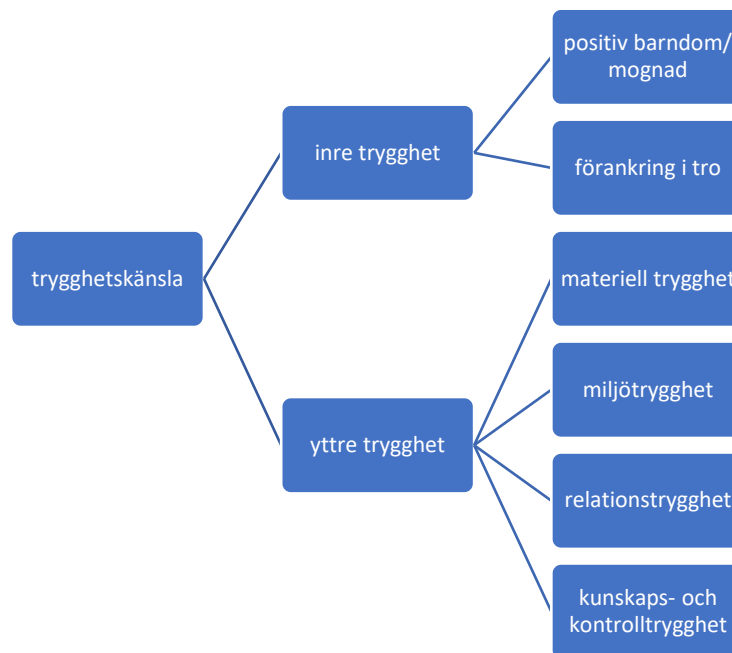 trygghetskänsla
inre trygghet
positiv barndom/
mognad
förankring i tro
yttre trygghet
materiell trygghet
miljötrygghet
relationstrygghet
kunskaps- och
kontrolltrygghet